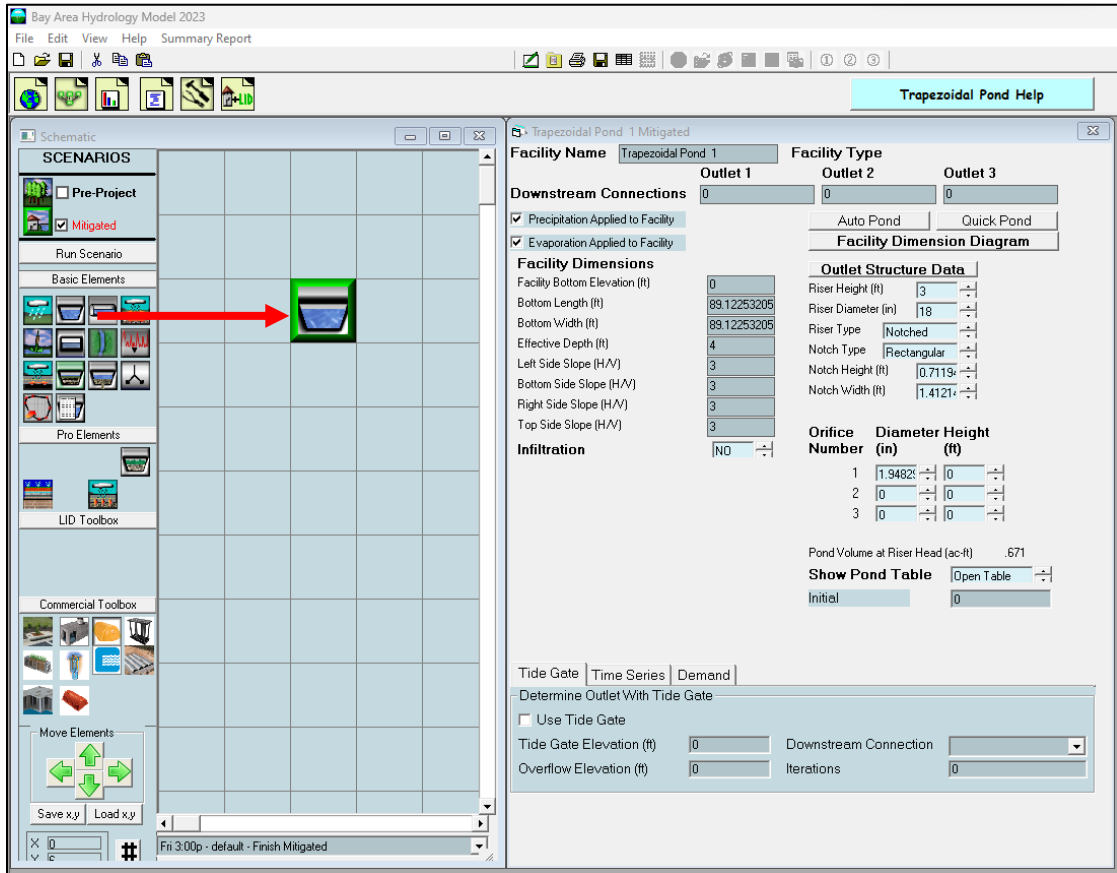 Bay Area Hydrology Model 2023
File Edit View Help Summary Report
Trapezoidal Pond Help
Schematic
SCENARIOS
Pre-Project
Mitigated
Run Scenario
Basic Elements
Pro Elements
LID Toolbox
Commercial Toolbox
Move Elements
Save x,y Load x,y
X 0
Y 6
#
Fri 3:00p - default - Finish Mitigated
Trapezoidal Pond 1 Mitigated
Facility Name Trapezoidal Pond 1 Facility Type
Outlet 1 Outlet 2 Outlet 3
Downstream Connections 0 0 0
Precipitation Applied to Facility Auto Pond Quick Pond
Evaporation Applied to Facility Facility Dimension Diagram
Facility Dimensions
Facility Bottom Elevation (ft) 0
Bottom Length (ft) 89.12253205
Bottom Width (ft) 89.12253205
Effective Depth (ft) 4
Left Side Slope (H/V) 3
Bottom Side Slope (H/V) 3
Right Side Slope (H/V) 3
Top Side Slope (H/V) 3
Infiltration NO
Outlet Structure Data
Riser Height (ft) 3
Riser Diameter (in) 18
Riser Type Notched
Notch Type Rectangular
Notch Height (ft) 0.7119
Notch Width (ft) 1.4121
Orifice Diameter Height
Number (in) (ft)
1 1.9482 0
2 0 0
3 0 0
Pond Volume at Riser Head (ac-ft) .671
Show Pond Table Open Table
Initial 0
Tide Gate Time Series Demand
Determine Outlet With Tide Gate
Use Tide Gate
Tide Gate Elevation (ft) 0 Downstream Connection
Overflow Elevation (ft) 0 Iterations 0